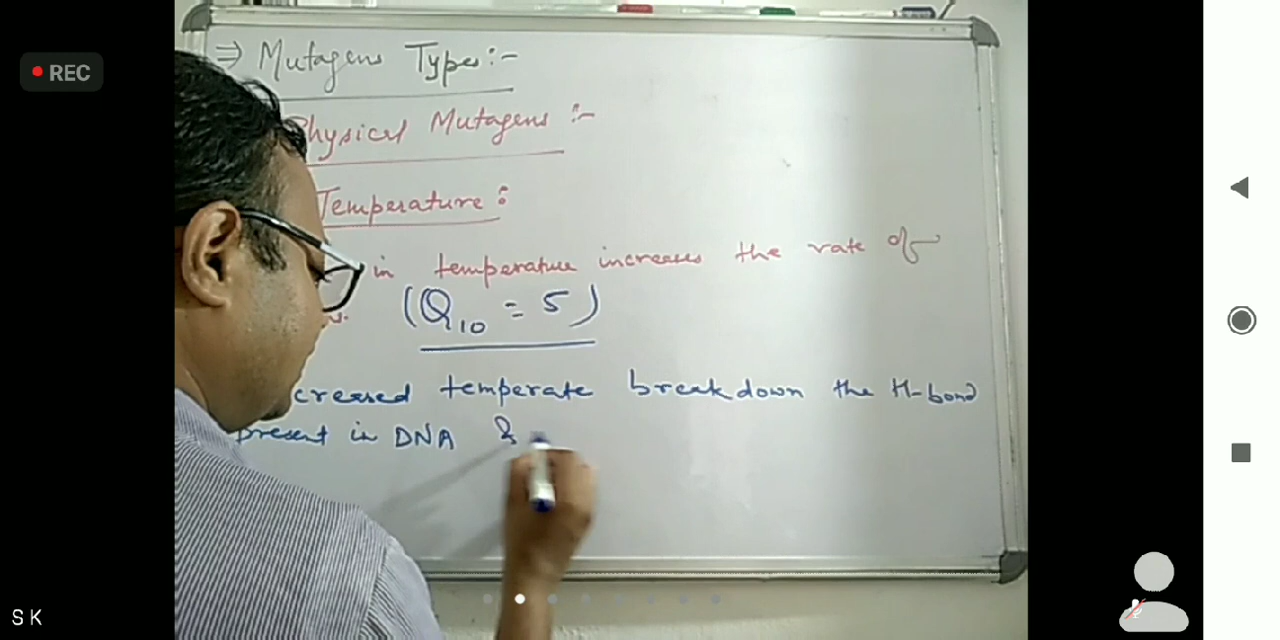 REC
⇒ Mutagens Types :-
Physical Mutagens :-
Temperature :
in temperature increases the rate of
(Q10 = 5)
creased temperate breakdown the H-bond
present in DNA &
S K